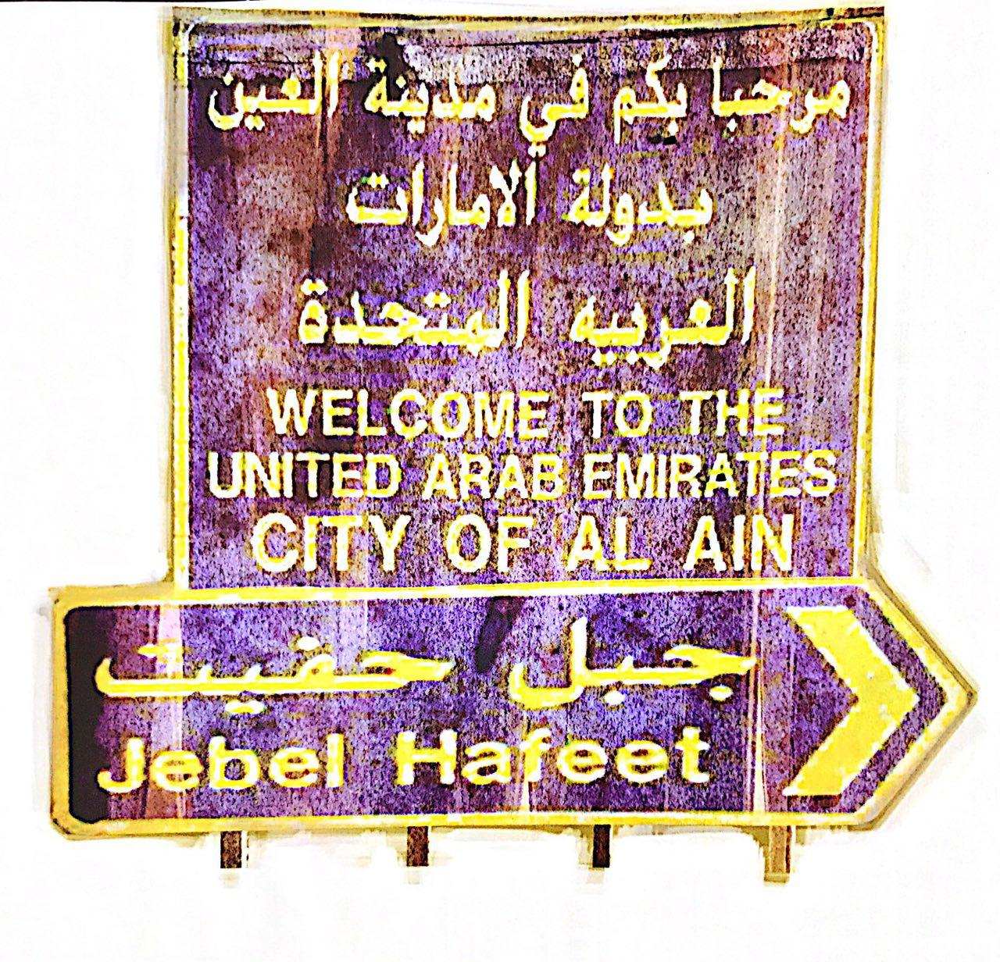 مرحبا بكم في مدينة العين
بدولة الامارات
العربيه المتحدة
WELCOME TO THE
UNITED ARAB EMIRATES
CITY OF AL AIN
جبل حفيت
Jebel Hafeet